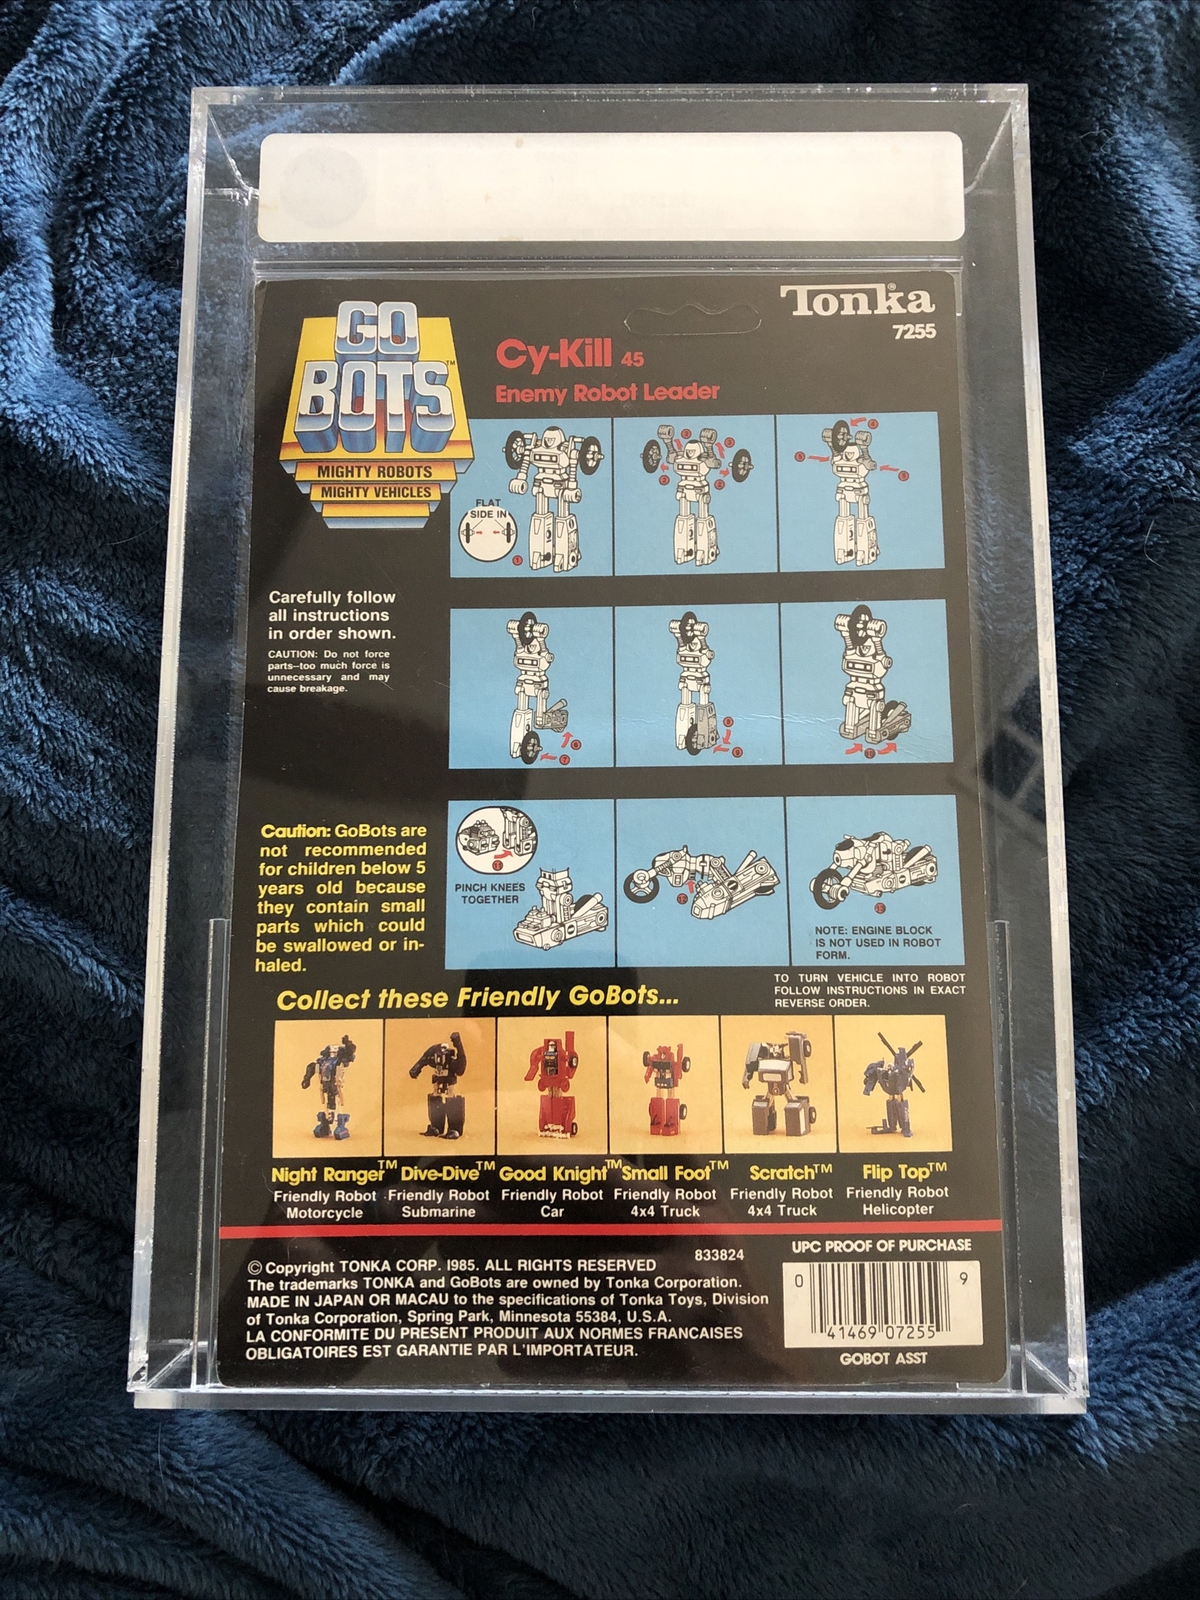 GO
BOTS™
MIGHTY ROBOTS
MIGHTY VEHICLES
Tonka®
7255
Cy-Kill 45
Enemy Robot Leader
FLAT
SIDE IN
Carefully follow
all instructions
in order shown.
CAUTION: Do not force
parts–too much force is
unnecessary and may
cause breakage.
Caution: GoBots are
not recommended
for children below 5
years old because
they contain small
parts which could
be swallowed or in-
haled.
PINCH KNEES
TOGETHER
NOTE: ENGINE BLOCK
IS NOT USED IN ROBOT
FORM.
TO TURN VEHICLE INTO ROBOT
FOLLOW INSTRUCTIONS IN EXACT
REVERSE ORDER.
Collect these Friendly GoBots...
Night Ranger™ Dive-Dive™ Good Knight™ Small Foot™ Scratch™ Flip Top™
Friendly Robot Friendly Robot Friendly Robot Friendly Robot Friendly Robot Friendly Robot
Motorcycle Submarine Car 4x4 Truck 4x4 Truck Helicopter
833824
© Copyright TONKA CORP. 1985. ALL RIGHTS RESERVED
The trademarks TONKA and GoBots are owned by Tonka Corporation.
MADE IN JAPAN OR MACAU to the specifications of Tonka Toys, Division
of Tonka Corporation, Spring Park, Minnesota 55384, U.S.A.
LA CONFORMITE DU PRESENT PRODUIT AUX NORMES FRANCAISES
OBLIGATOIRES EST GARANTIE PAR L'IMPORTATEUR.
UPC PROOF OF PURCHASE
0 9
41469 07255
GOBOT ASST